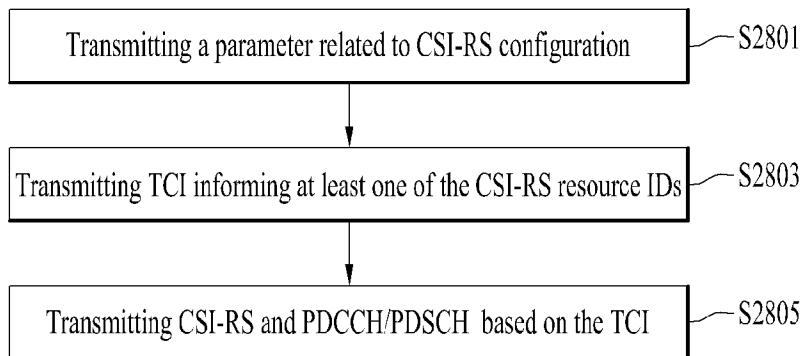 Transmitting a parameter related to CSI-RS configuration
S2801
Transmitting TCI informing at least one of the CSI-RS resource IDs
S2803
Transmitting CSI-RS and PDCCH/PDSCH based on the TCI
S2805